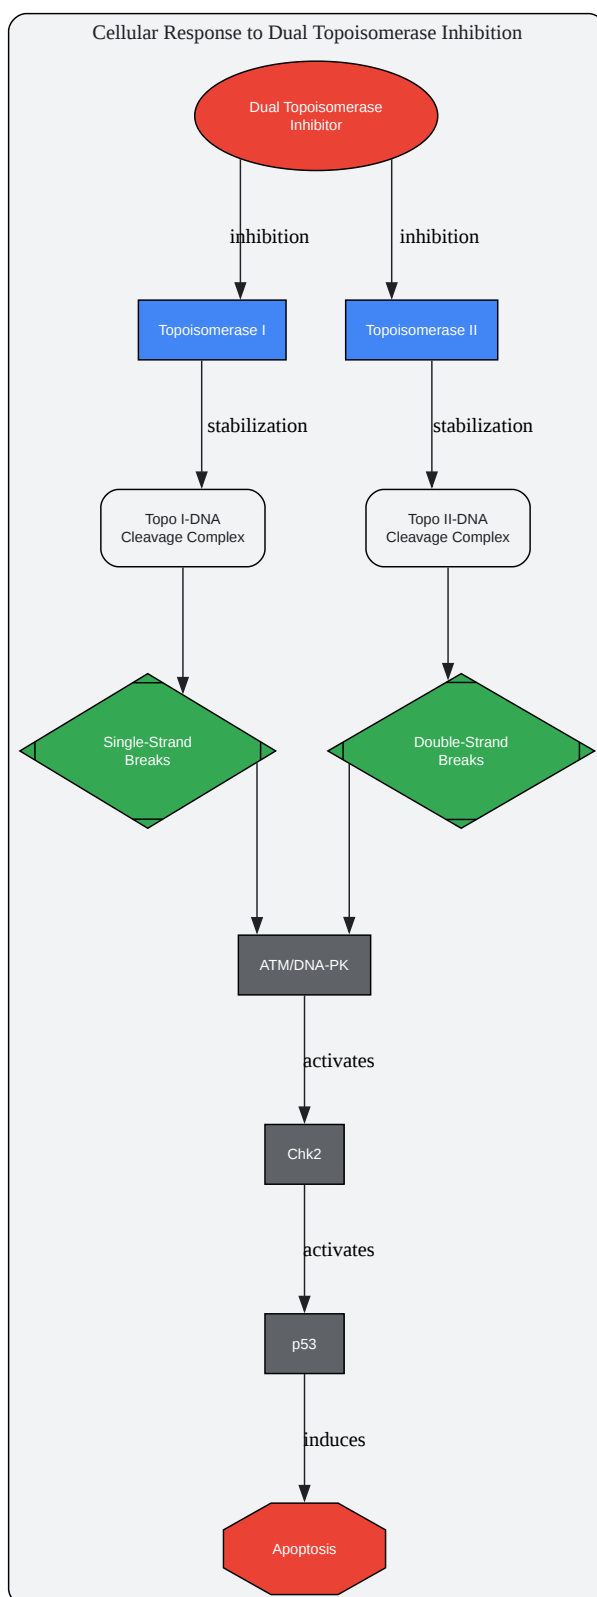 Cellular Response to Dual Topoisomerase Inhibition
Dual Topoisomerase
Inhibitor
inhibition
inhibition
Topoisomerase I
Topoisomerase II
stabilization
stabilization
Topo I-DNA
Cleavage Complex
Topo II-DNA
Cleavage Complex
Single-Strand
Breaks
Double-Strand
Breaks
ATM/DNA-PK
activates
Chk2
activates
p53
induces
Apoptosis